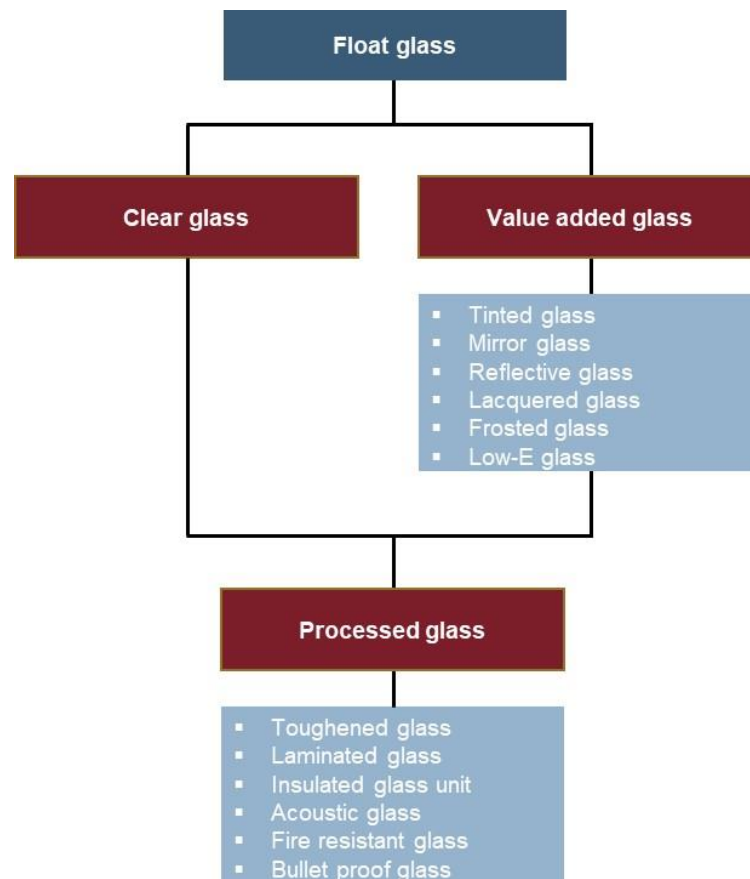 Float glass
Clear glass
Value added glass
Tinted glass
Mirror glass
Reflective glass
Lacquered glass
Frosted glass
Low-E glass
Processed glass
Toughened glass
Laminated glass
Insulated glass unit
Acoustic glass
Fire resistant glass
Bullet proof glass